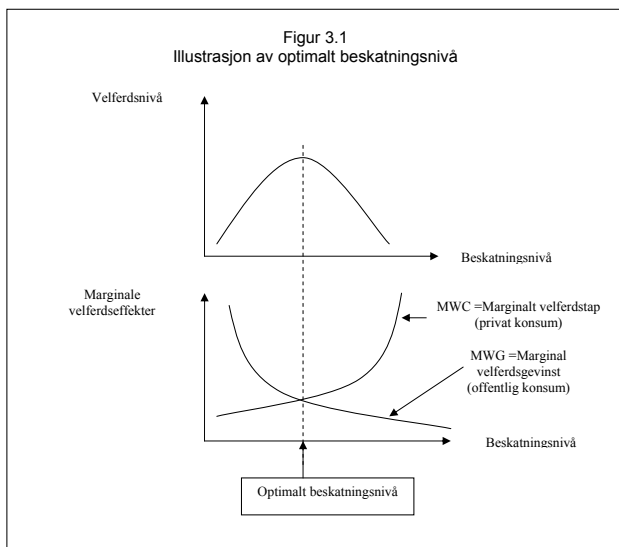 Figur 3.1
Illustrasjon av optimalt beskatningsnivå
Velferdsnivå
Beskatningsnivå
Marginale
velferdseffekter
MWC =Marginalt velferdstap
(privat konsum)
MWG =Marginal
velferdsgevinst
(offentlig konsum)
Beskatningsnivå
Optimalt beskatningsnivå